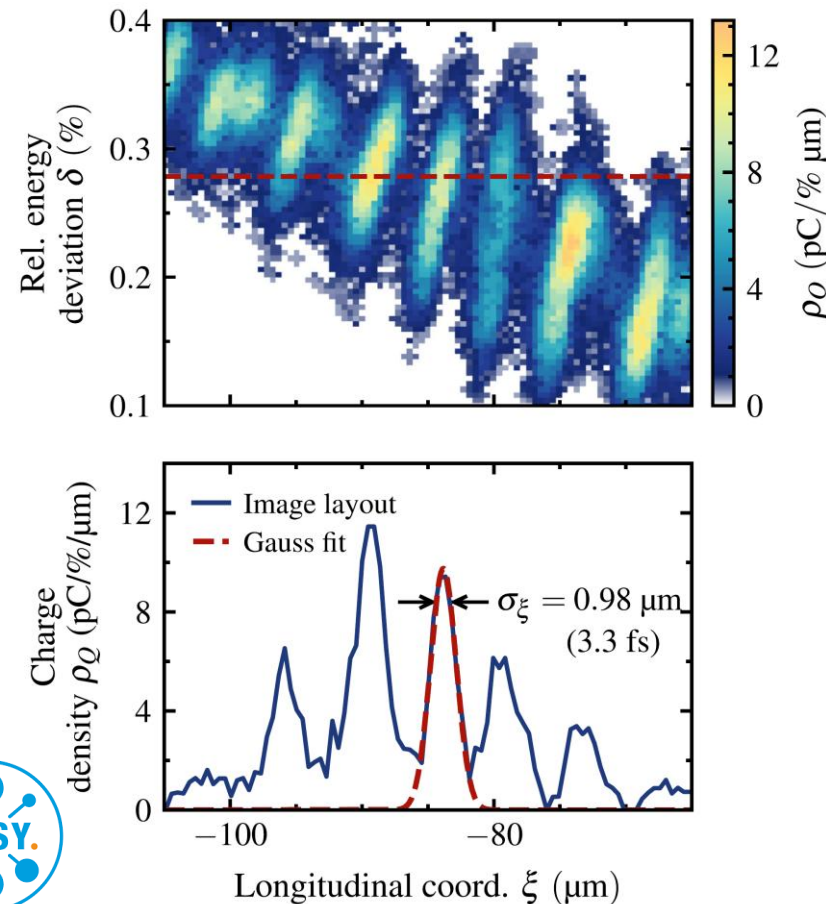 0.4
0.3
0.2
0.1
Rel. energy
deviation δ (%)
12
8
4
0
ρQ (pC/% μm)
12
8
4
0
Charge
density ρQ (pC/%/μm)
Image layout
Gauss fit
σξ = 0.98 μm
(3.3 fs)
−100
−80
Longitudinal coord. ξ (μm)
SY.